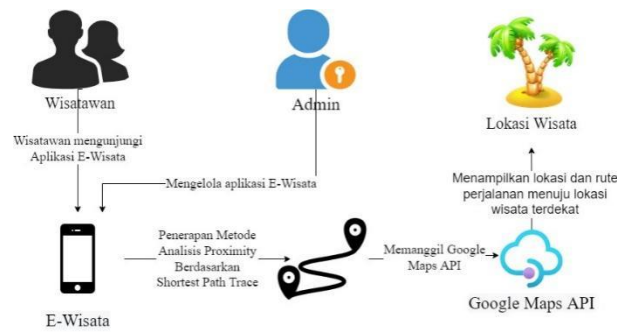 Wisatawan
Admin
Lokasi Wisata
Wisatawan mengunjungi
Aplikasi E-Wisata
Mengelola aplikasi E-Wisata
Menampilkan lokasi dan rute
perjalanan menuju lokasi
wisata terdekat
Penerapan Metode
Analisis Proximity
Berdasarkan
Shortest Path Trace
Memanggil Google
Maps API
E-Wisata
Google Maps API